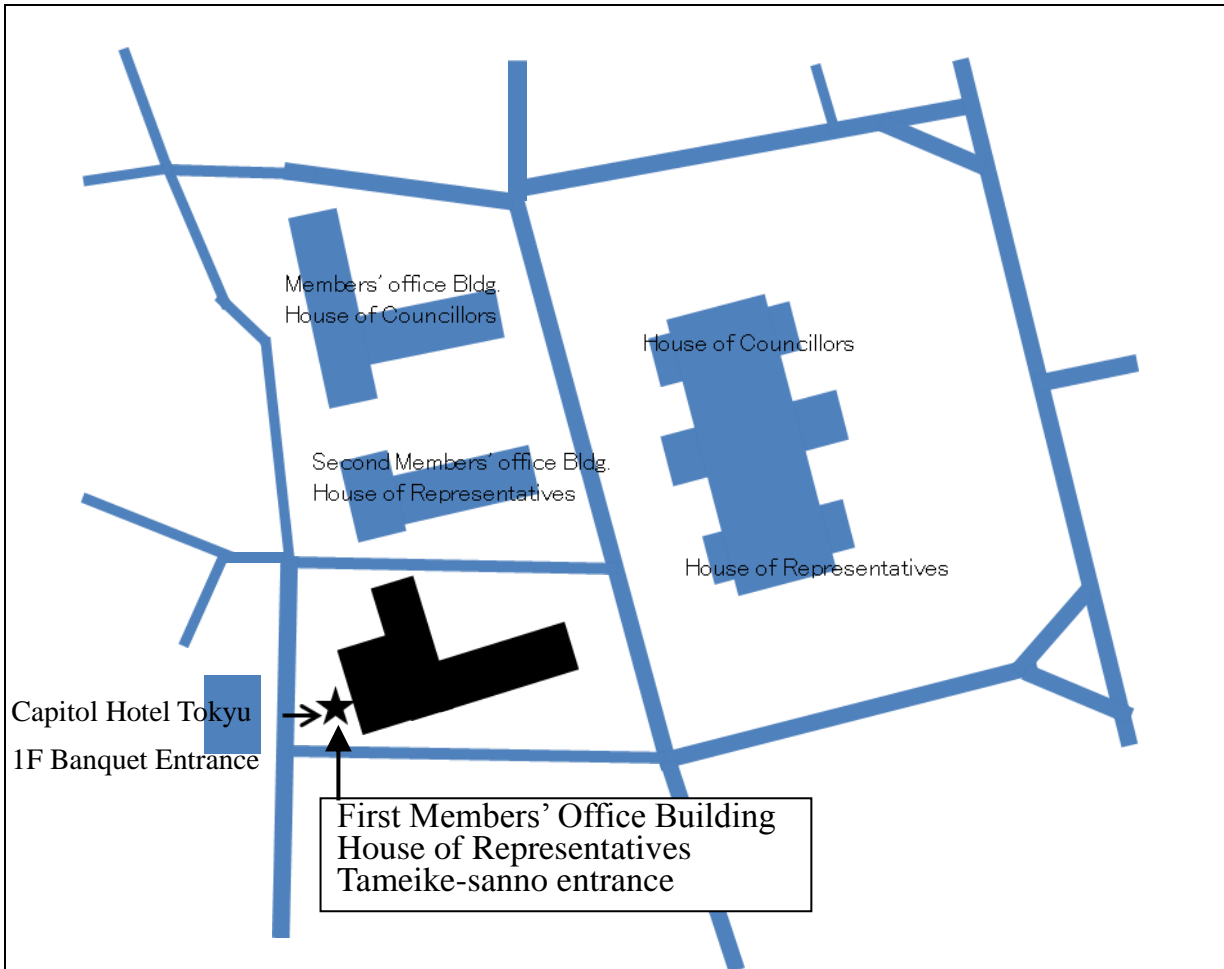 Members' office Bldg.
House of Councillors
House of Councillors
Second Members' office Bldg.
House of Representatives
House of Representatives
Capitol Hotel Tokyu
1F Banquet Entrance
First Members' Office Building
House of Representatives
Tameike-sanno entrance